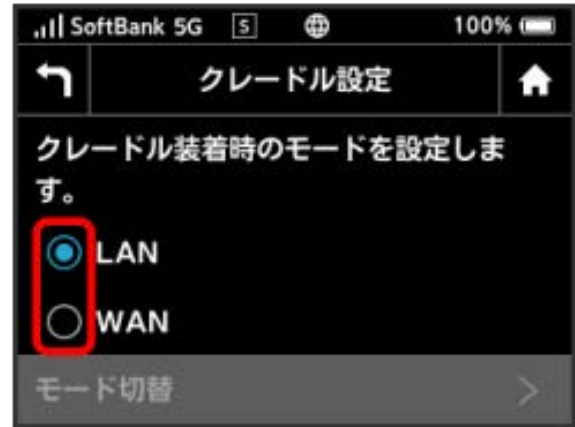 SoftBank 5G S 100%
クレードル設定
クレードル装着時のモードを設定しま
す。
LAN
WAN
モード切替